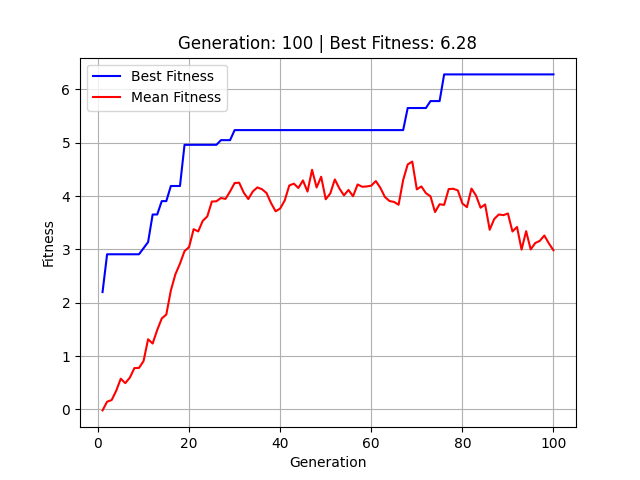 Generation: 100 | Best Fitness: 6.28
Best Fitness
Mean Fitness
Fitness
6
5
4
3
2
1
0
0 20 40 60 80 100
Generation